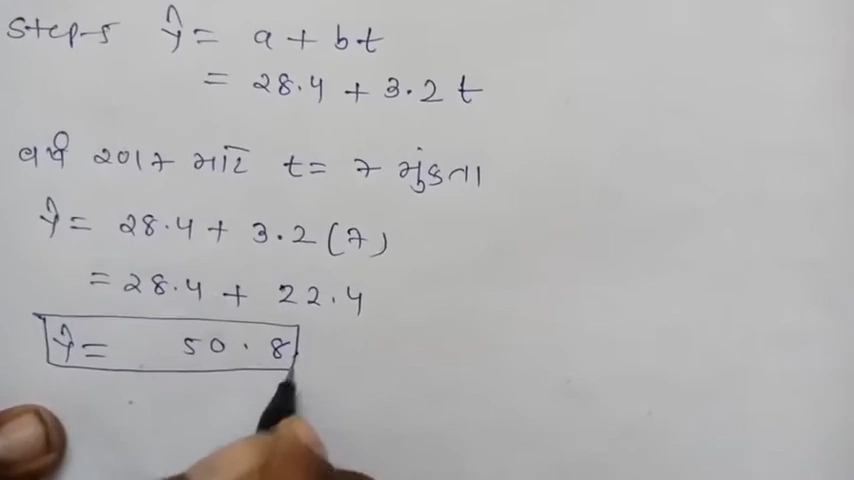 Step-5 ŷ = a + bt
= 28.4 + 3.2 t
વર્ષ 2017 માટે t = 7 મુંકતા
ŷ = 28.4 + 3.2 (7)
= 28.4 + 22.4
ŷ = 50.8